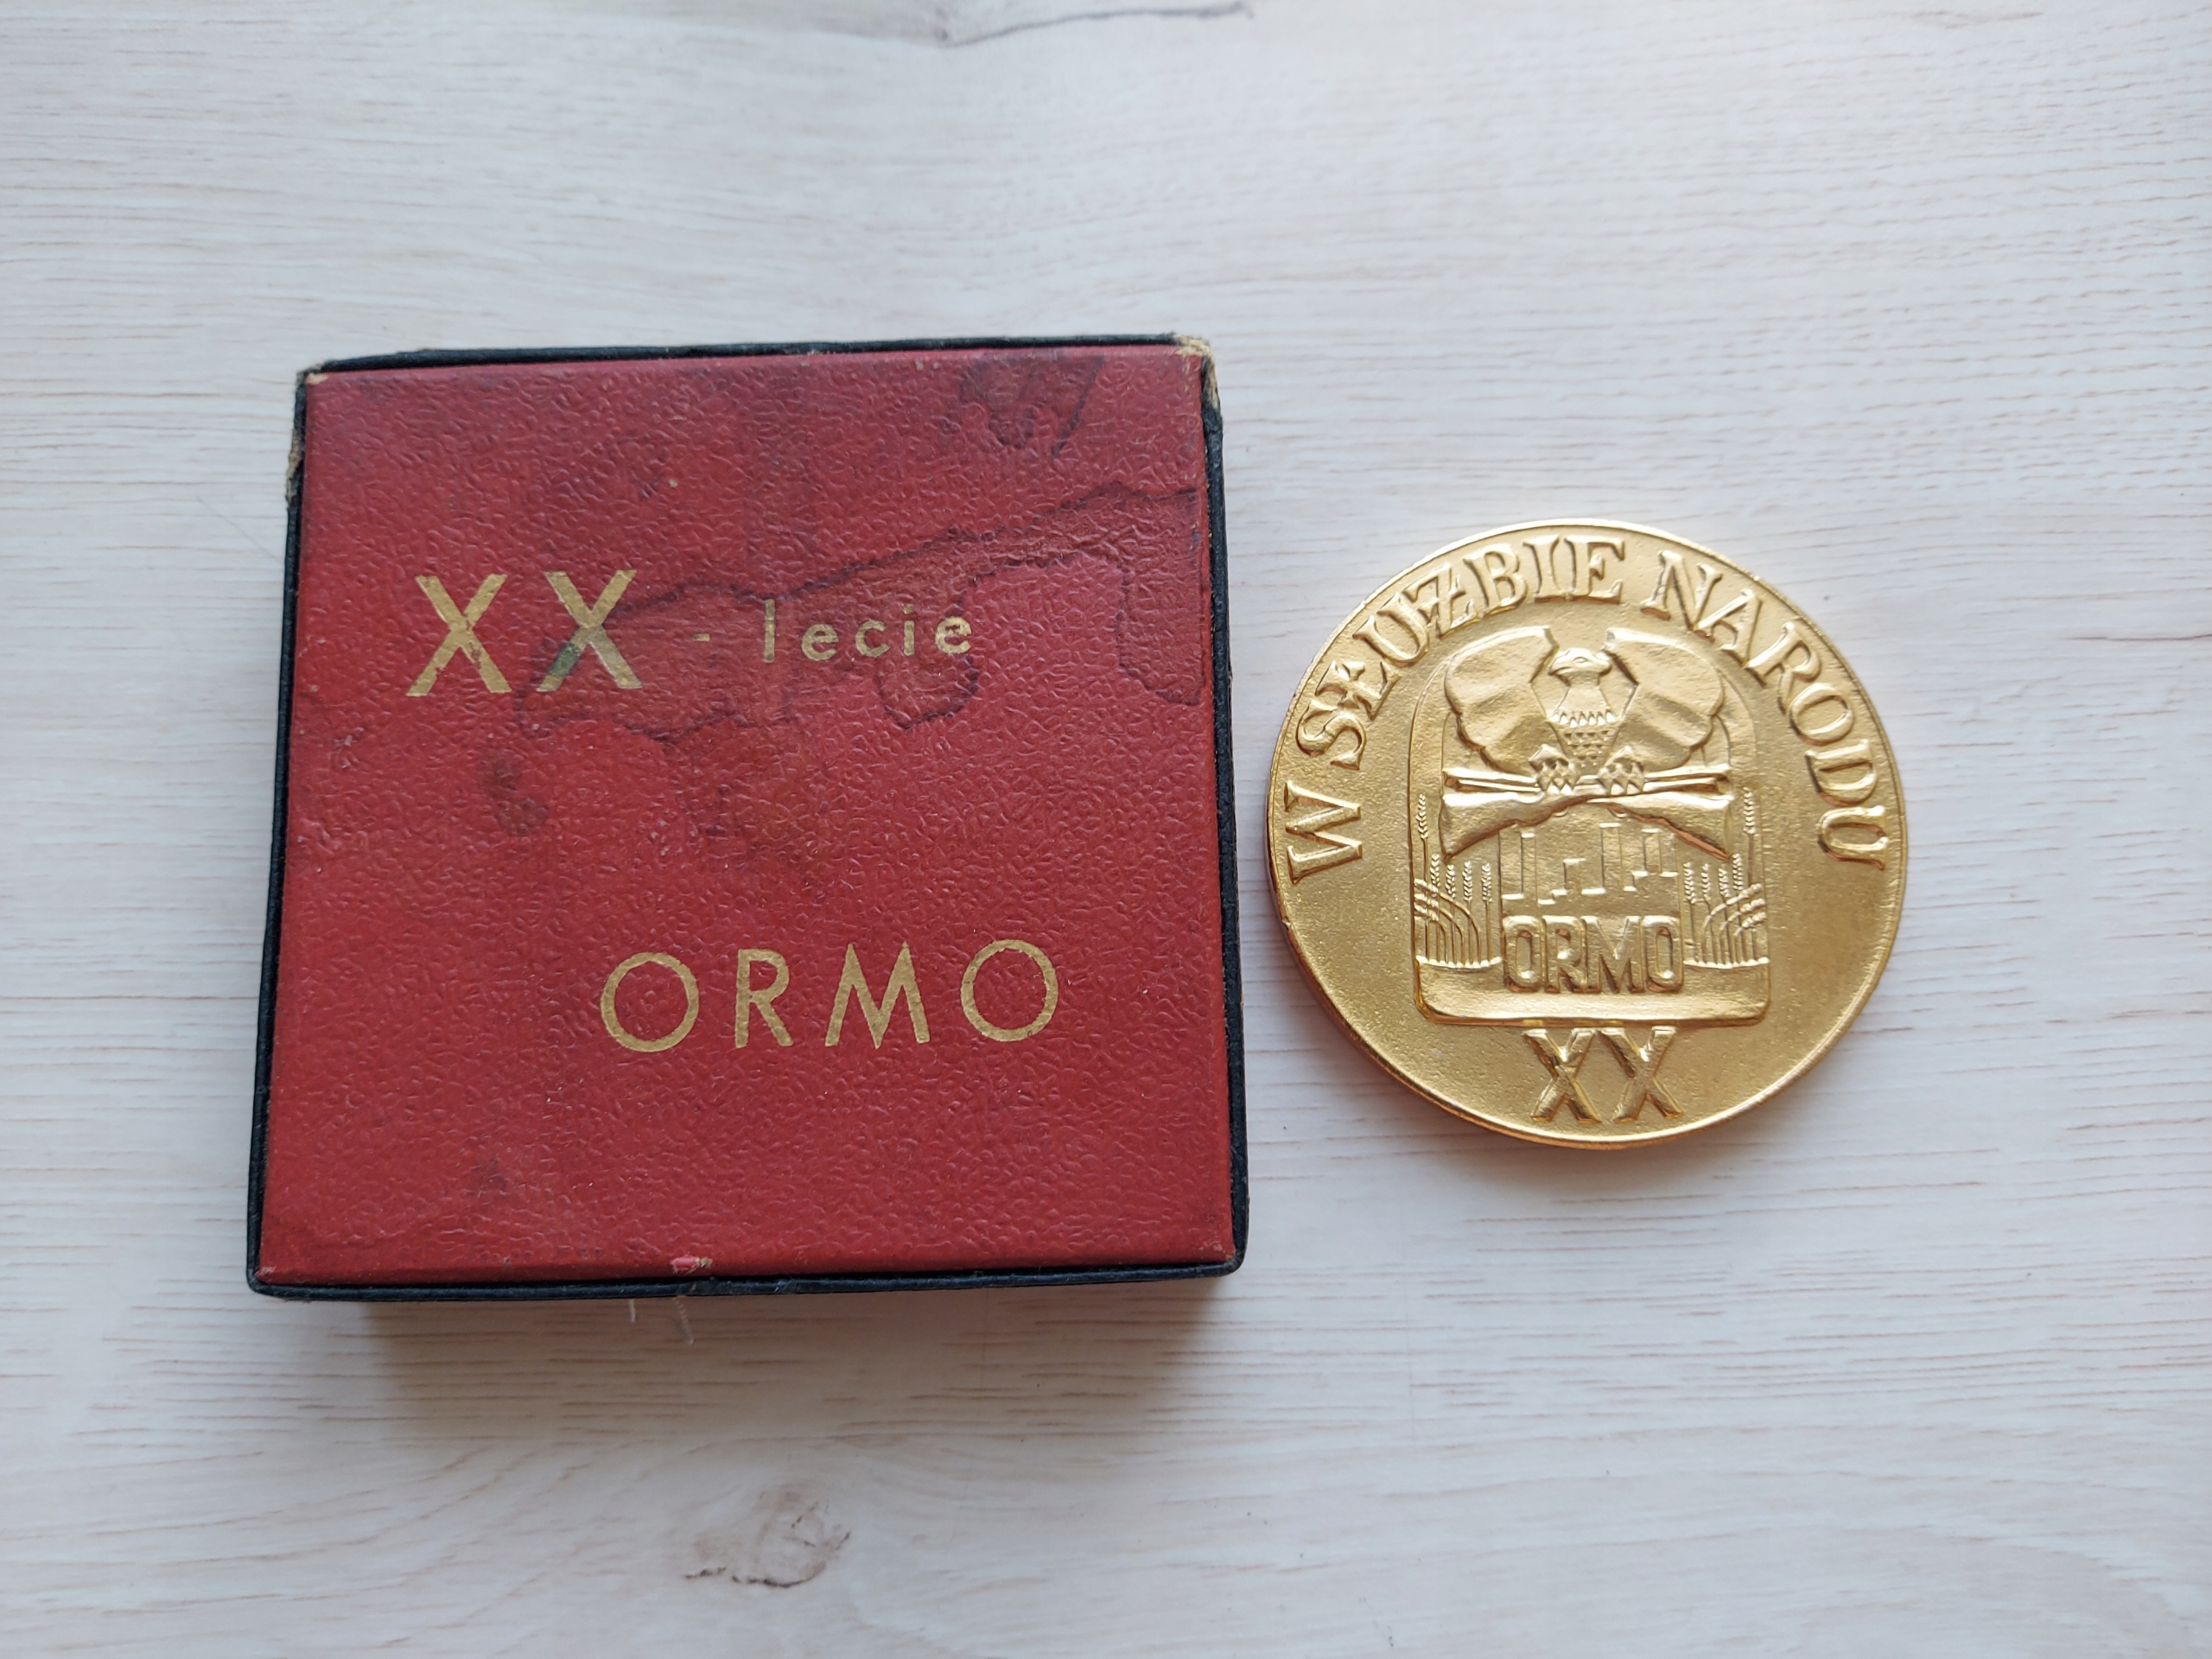 XX - lecie
ORMO
W SŁUŻBIE NARODU
ORMO
XX